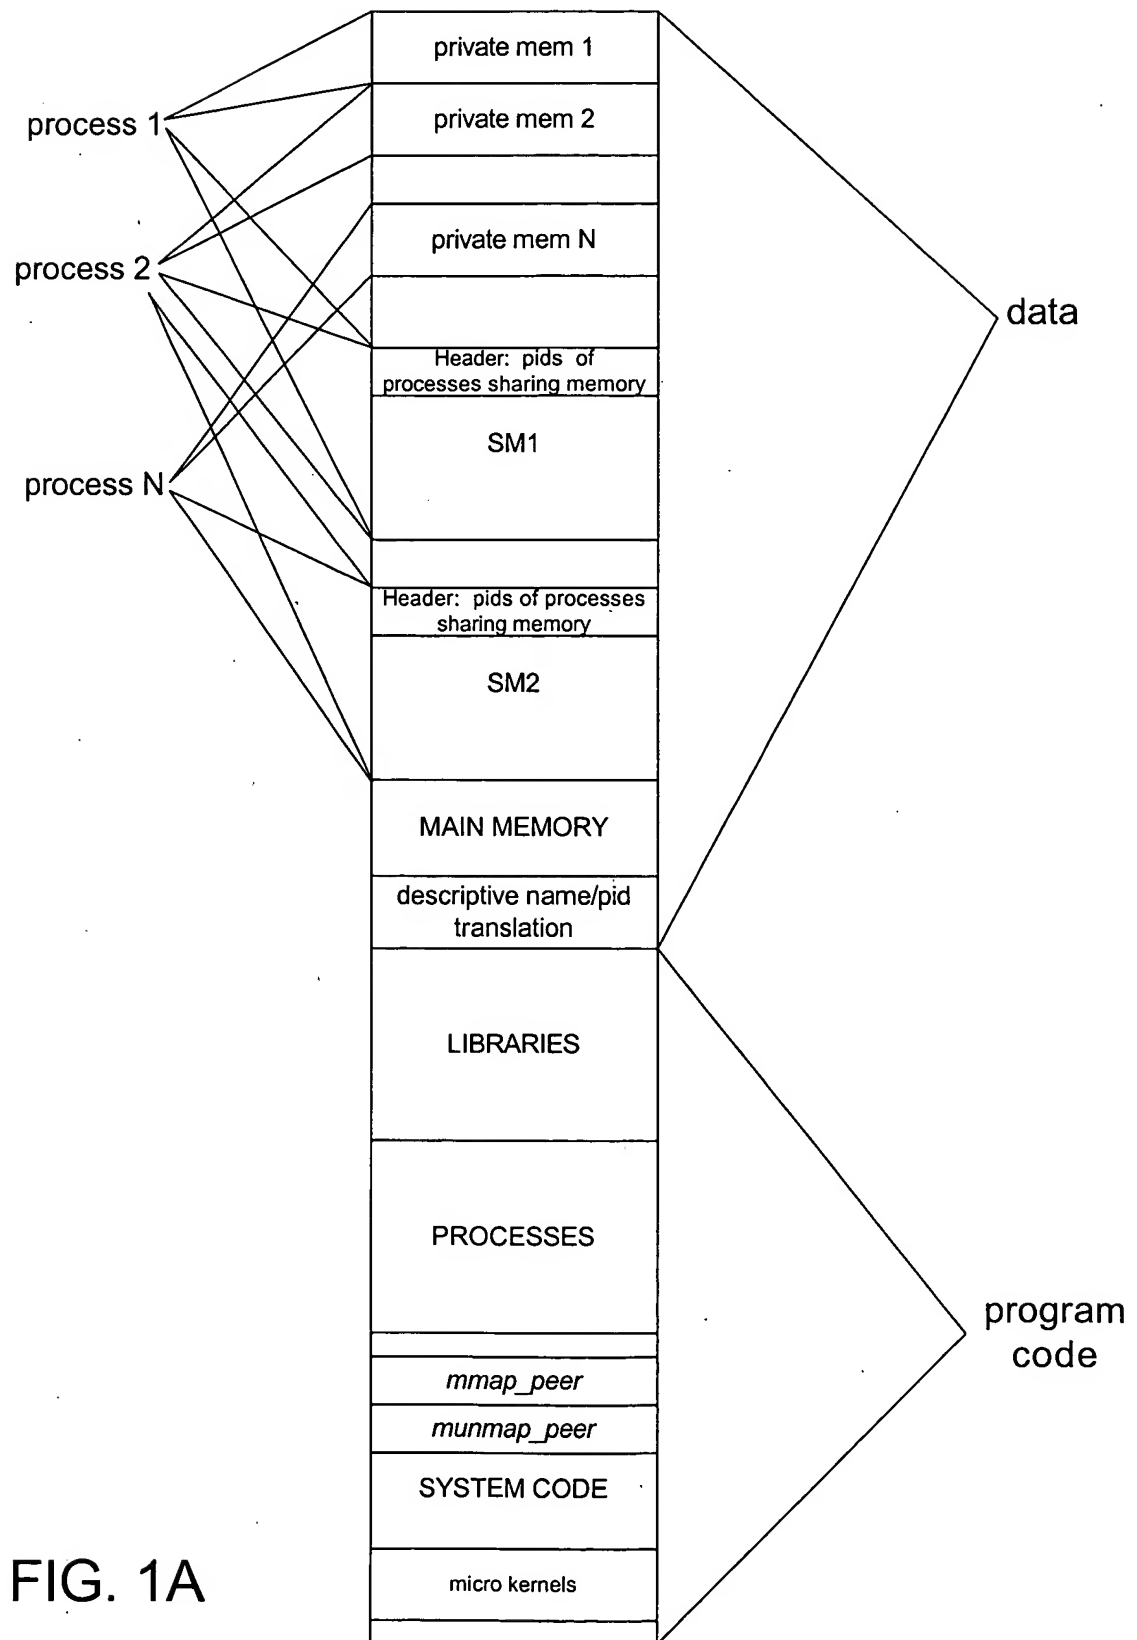 private mem 1
process 1
private mem 2
private mem N
process 2
data
Header: pids of
processes sharing memory
SM1
process N
Header: pids of processes
sharing memory
SM2
MAIN MEMORY
descriptive name/pid
translation
LIBRARIES
PROCESSES
program
code
mmap_peer
munmap_peer
SYSTEM CODE
micro kernels
FIG. 1A